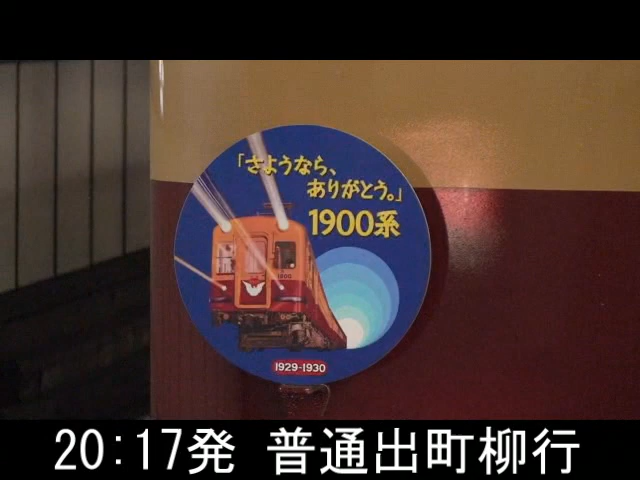 「さようなら、
ありがとう。」
1900系
1900
1929-1930
20:17発 普通出町柳行